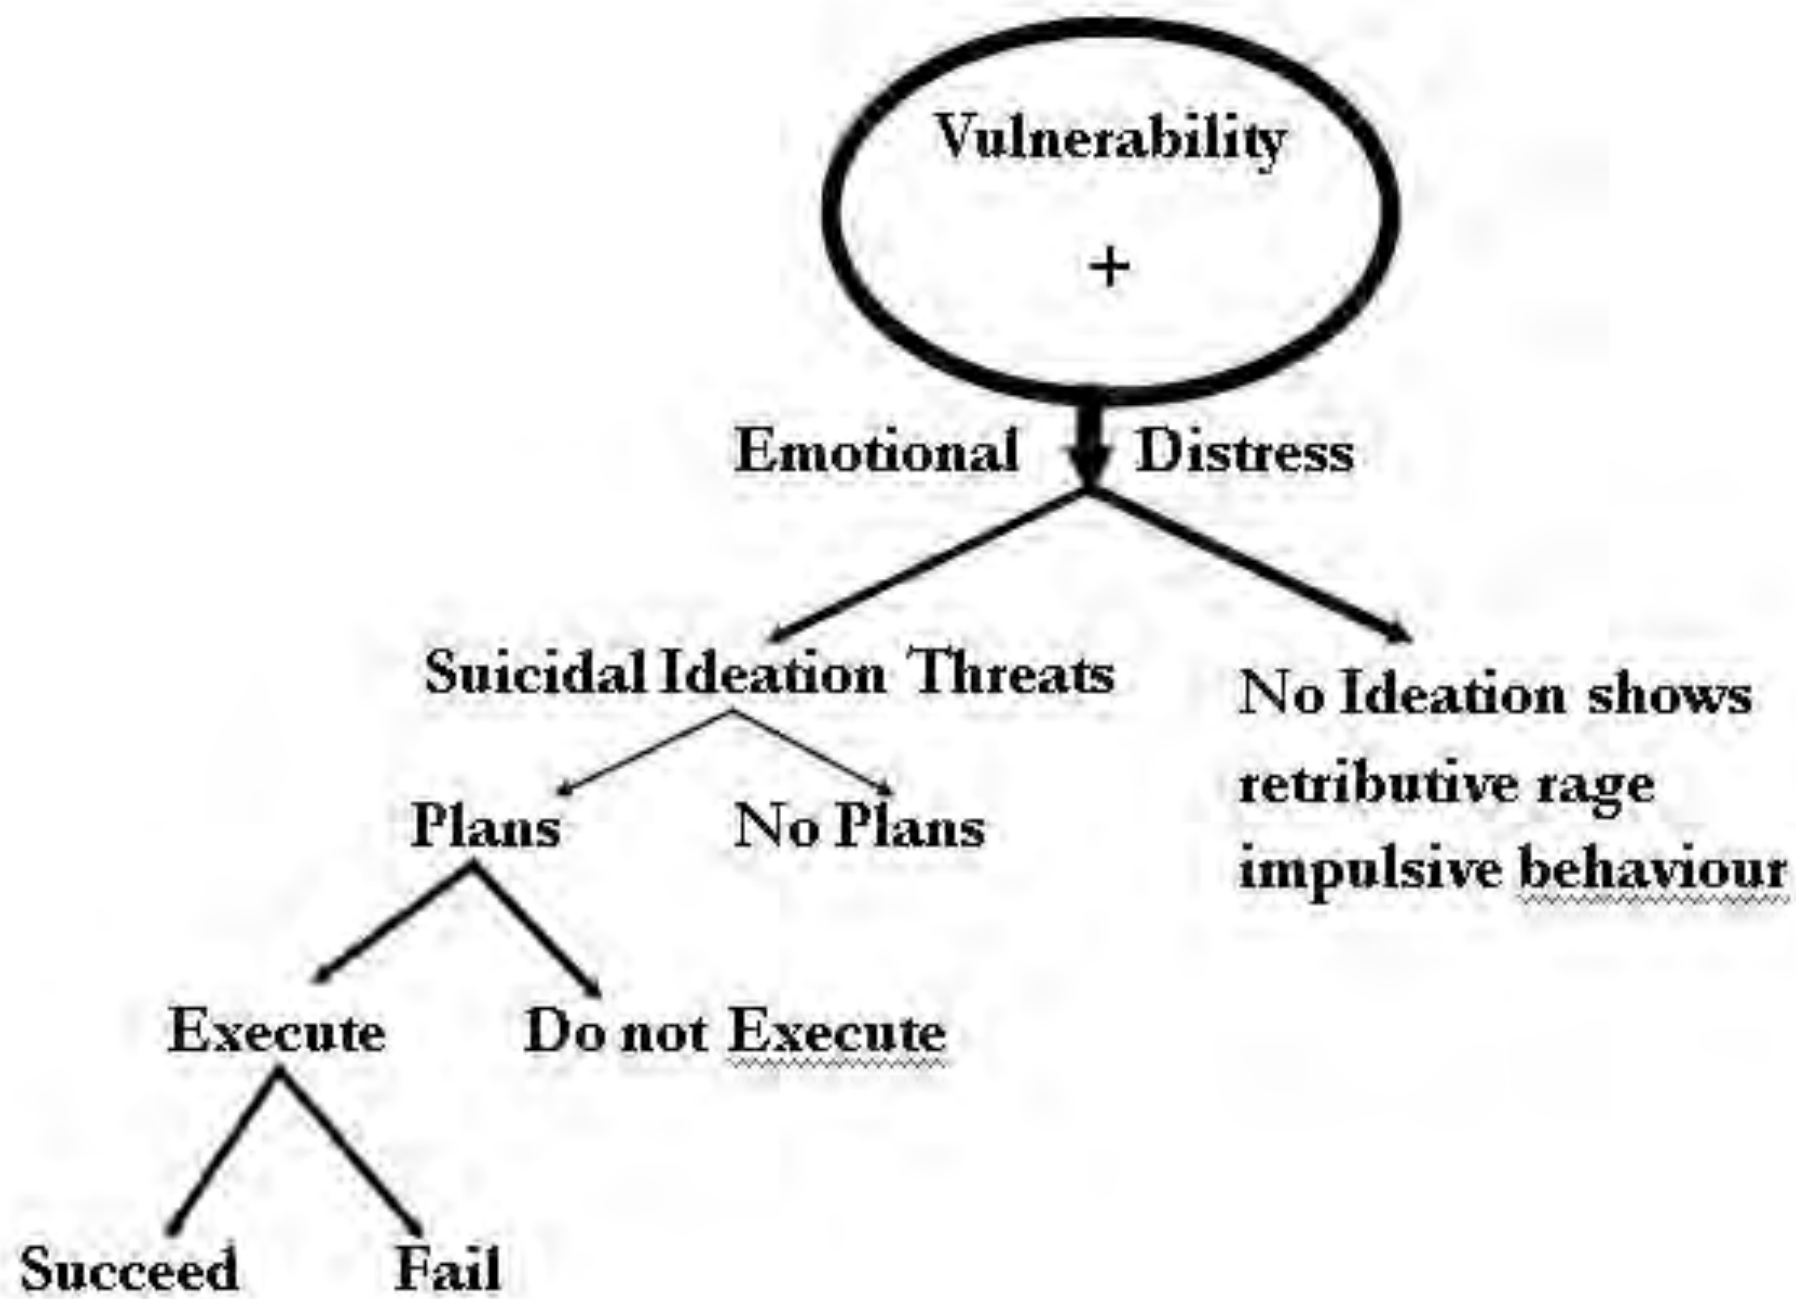 Vulnerability
+
Emotional Distress
Suicidal Ideation Threats
No Ideation shows
retributive rage
impulsive behaviour
Plans No Plans
Execute Do not Execute
Succeed Fail